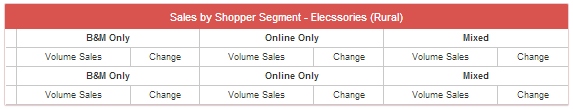 Sales by Shopper Segment - Elecssories (Rural)
B&M Only Online Only Mixed
Volume Sales Change Volume Sales Change Volume Sales Change
B&M Only Online Only Mixed
Volume Sales Change Volume Sales Change Volume Sales Change